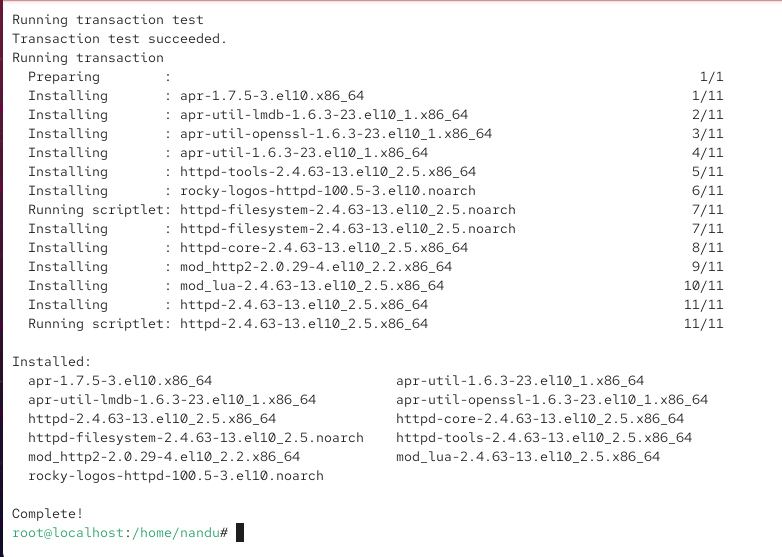 Running transaction test
Transaction test succeeded.
Running transaction
  Preparing        :                                                                  1/1
  Installing       : apr-1.7.5-3.el10.x86_64                                         1/11
  Installing       : apr-util-lmdb-1.6.3-23.el10_1.x86_64                            2/11
  Installing       : apr-util-openssl-1.6.3-23.el10_1.x86_64                         3/11
  Installing       : apr-util-1.6.3-23.el10_1.x86_64                                 4/11
  Installing       : httpd-tools-2.4.63-13.el10_2.5.x86_64                           5/11
  Installing       : rocky-logos-httpd-100.5-3.el10.noarch                           6/11
  Running scriptlet: httpd-filesystem-2.4.63-13.el10_2.5.noarch                      7/11
  Installing       : httpd-filesystem-2.4.63-13.el10_2.5.noarch                      7/11
  Installing       : httpd-core-2.4.63-13.el10_2.5.x86_64                            8/11
  Installing       : mod_http2-2.0.29-4.el10_2.2.x86_64                              9/11
  Installing       : mod_lua-2.4.63-13.el10_2.5.x86_64                              10/11
  Installing       : httpd-2.4.63-13.el10_2.5.x86_64                                11/11
  Running scriptlet: httpd-2.4.63-13.el10_2.5.x86_64                                11/11

Installed:
  apr-1.7.5-3.el10.x86_64                       apr-util-1.6.3-23.el10_1.x86_64
  apr-util-lmdb-1.6.3-23.el10_1.x86_64          apr-util-openssl-1.6.3-23.el10_1.x86_64
  httpd-2.4.63-13.el10_2.5.x86_64               httpd-core-2.4.63-13.el10_2.5.x86_64
  httpd-filesystem-2.4.63-13.el10_2.5.noarch    httpd-tools-2.4.63-13.el10_2.5.x86_64
  mod_http2-2.0.29-4.el10_2.2.x86_64            mod_lua-2.4.63-13.el10_2.5.x86_64
  rocky-logos-httpd-100.5-3.el10.noarch

Complete!
root@localhost:/home/nandu#